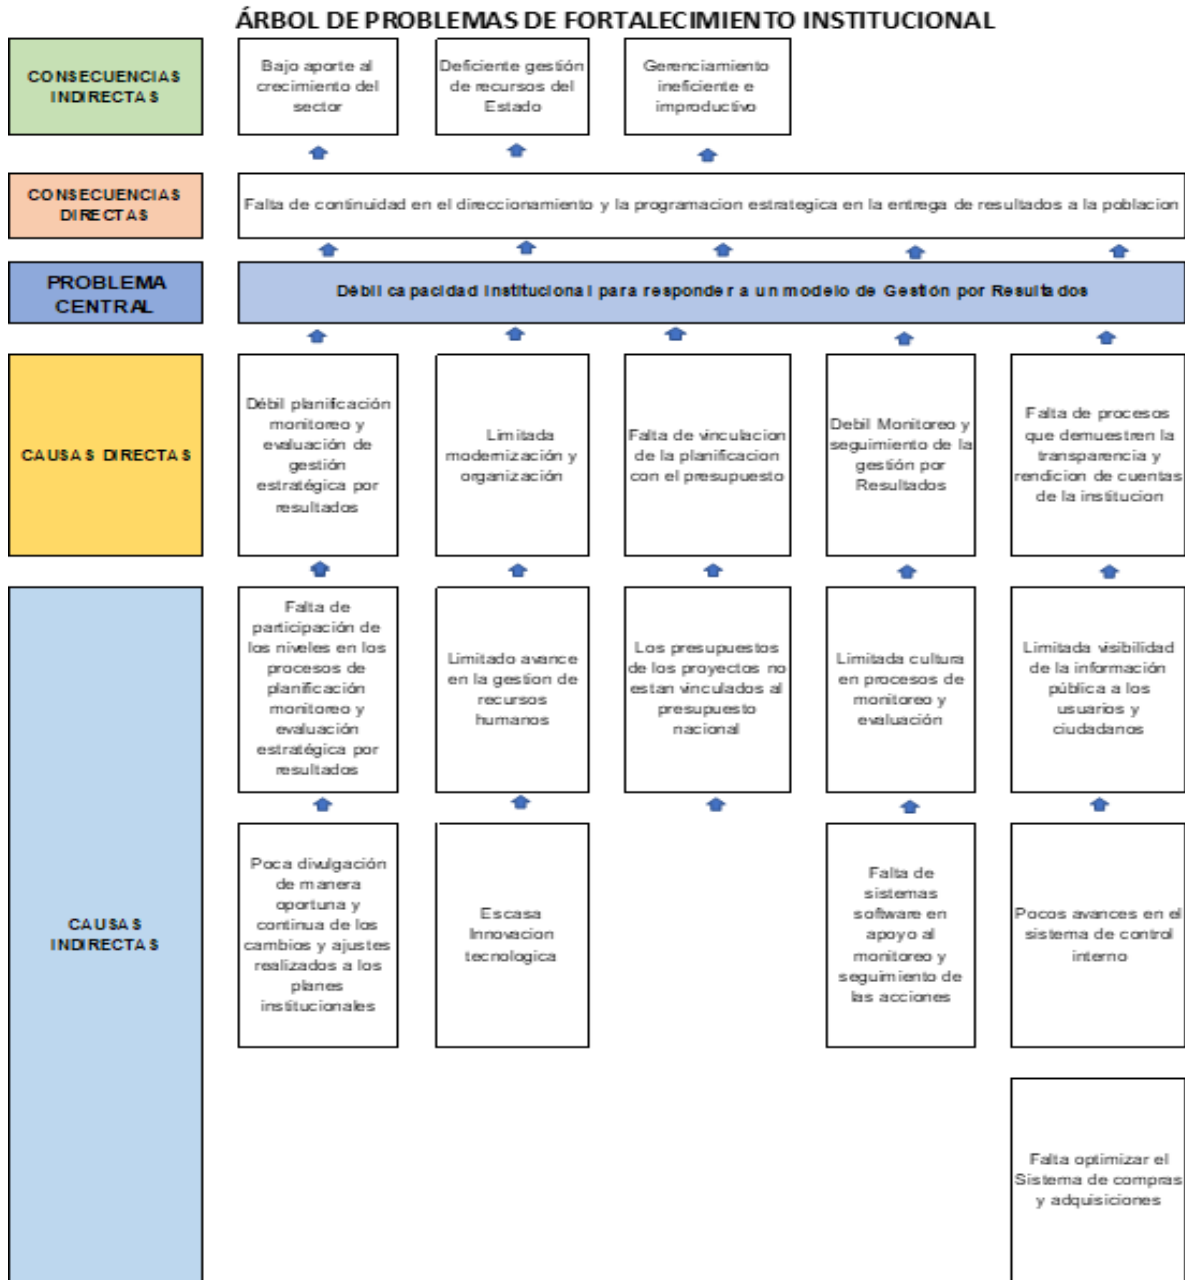 ÁRBOL DE PROBLEMAS DE FORTALECIMIENTO INSTITUCIONAL
CONSECUENCIAS
INDIRECTAS
Bajo aporte al
crecimiento del
sector
Deficiente gestión
de recursos del
Estado
Gerenciamiento
ineficiente e
improductivo
CONSECUENCIAS
DIRECTAS
Falta de continuidad en el direccionamiento y la programacion estrategica en la entrega de resultados a la poblacion
PROBLEMA
CENTRAL
Débil capacidad Institucional para responder a un modelo de Gestión por Resultados
CAUSAS DIRECTAS
Débil planificación
monitoreo y
evaluación de
gestión
estratégica por
resultados
Limitada
modernización y
organización
Falta de vinculacion
de la planificacion
con el presupuesto
Debil Monitoreo y
seguimiento de la
gestión por
Resultados
Falta de procesos
que demuestren la
transparencia y
rendicion de cuentas
de la institucion
CAUSAS
INDIRECTAS
Falta de
participación de
los niveles en los
procesos de
planificación
monitoreo y
evaluación
estratégica por
resultados
Limitado avance
en la gestion de
recursos
humanos
Los presupuestos
de los proyectos no
estan vinculados al
presupuesto
nacional
Limitada cultura
en procesos de
monitoreo y
evaluación
Limitada visibilidad
de la información
pública a los
usuarios y
ciudadanos
Poca divulgación
de manera
oportuna y
continua de los
cambios y ajustes
realizados a los
planes
institucionales
Escasa
Innovacion
tecnologica
Falta de
sistemas
software en
apoyo al
monitoreo y
seguimiento de
las acciones
Pocos avances en el
sistema de control
interno
Falta optimizar el
Sistema de compras
y adquisiciones